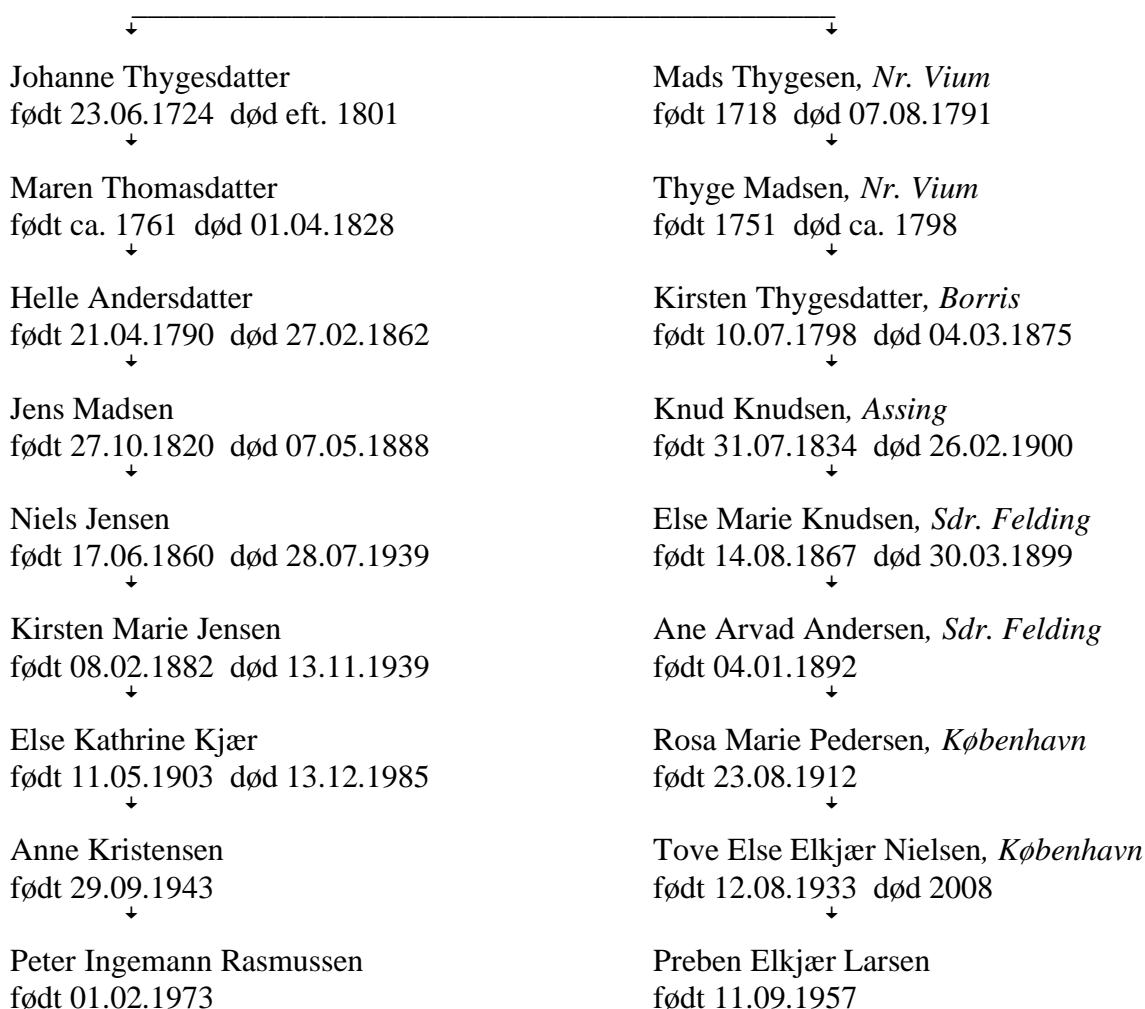 Johanne Thygesdatter
født 23.06.1724 død eft. 1801
Maren Thomasdatter
født ca. 1761 død 01.04.1828
Helle Andersdatter
født 21.04.1790 død 27.02.1862
Jens Madsen
født 27.10.1820 død 07.05.1888
Niels Jensen
født 17.06.1860 død 28.07.1939
Kirsten Marie Jensen
født 08.02.1882 død 13.11.1939
Else Kathrine Kjær
født 11.05.1903 død 13.12.1985
Anne Kristensen
født 29.09.1943
Peter Ingemann Rasmussen
født 01.02.1973
Mads Thygesen, Nr. Vium
født 1718 død 07.08.1791
Thyge Madsen, Nr. Vium
født 1751 død ca. 1798
Kirsten Thygesdatter, Borris
født 10.07.1798 død 04.03.1875
Knud Knudsen, Assing
født 31.07.1834 død 26.02.1900
Else Marie Knudsen, Sdr. Felding
født 14.08.1867 død 30.03.1899
Ane Arvad Andersen, Sdr. Felding
født 04.01.1892
Rosa Marie Pedersen, København
født 23.08.1912
Tove Else Elkjær Nielsen, København
født 12.08.1933 død 2008
Preben Elkjær Larsen
født 11.09.1957